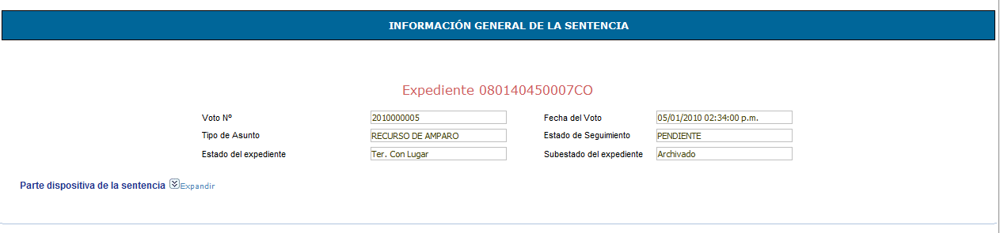 INFORMACIÓN GENERAL DE LA SENTENCIA
Expediente 080140450007CO
Voto Nº 2010000005 Fecha del Voto 05/01/2010 02:34:00 p.m.
Tipo de Asunto RECURSO DE AMPARO Estado de Seguimiento PENDIENTE
Estado del expediente Ter. Con Lugar Subestado del expediente Archivado
Parte dispositiva de la sentencia Expandir